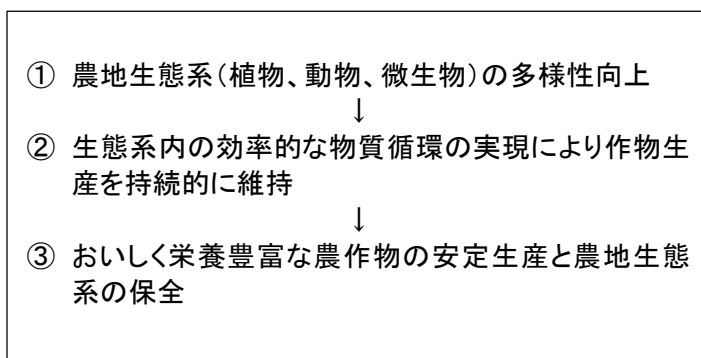 ① 農地生態系(植物、動物、微生物)の多様性向上
↓
② 生態系内の効率的な物質循環の実現により作物生
産を持続的に維持
↓
③ おいしく栄養豊富な農作物の安定生産と農地生態
系の保全